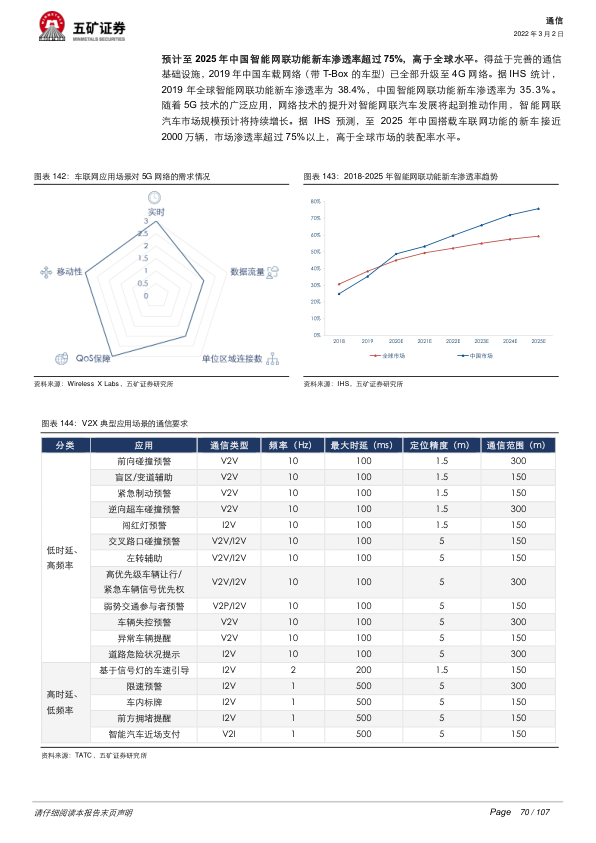 五矿证券
MINMETALS SECURITIES
通信
2022 年 3 月 2 日
预计至 2025 年中国智能网联功能新车渗透率超过 75%，高于全球水平。得益于完善的通信
基础设施，2019 年中国车载网络（带 T-Box 的车型）已全部升级至 4G 网络。据 IHS 统计，
2019 年全球智能网联功能新车渗透率为 38.4%，中国智能网联功能新车渗透率为 35.3%。
随着 5G 技术的广泛应用，网络技术的提升对智能网联汽车发展将起到推动作用，智能网联
汽车市场规模预计将持续增长。据 IHS 预测，至 2025 年中国搭载车联网功能的新车接近
2000 万辆，市场渗透率超过 75%以上，高于全球市场的装配率水平。
图表 142：车联网应用场景对 5G 网络的需求情况
实时
3
2.5
2
1.5
1
0.5
0
移动性
数据流量
QoS保障
单位区域连接数
资料来源：Wireless X Labs，五矿证券研究所
图表 143：2018-2025 年智能网联功能新车渗透率趋势
80%
70%
60%
50%
40%
30%
20%
10%
0%
2018 2019 2020E 2021E 2022E 2023E 2024E 2025E
全球市场 中国市场
资料来源：IHS，五矿证券研究所
图表 144：V2X 典型应用场景的通信要求
分类 应用 通信类型 频率（Hz） 最大时延（ms） 定位精度（m） 通信范围（m）
低时延、
高频率
前向碰撞预警 V2V 10 100 1.5 300
盲区/变道辅助 V2V 10 100 1.5 150
紧急制动预警 V2V 10 100 1.5 150
逆向超车碰撞预警 V2V 10 100 1.5 300
闯红灯预警 I2V 10 100 1.5 150
交叉路口碰撞预警 V2V/I2V 10 100 5 150
左转辅助 V2V/I2V 10 100 5 150
高优先级车辆让行/
紧急车辆信号优先权 V2V/I2V 10 100 5 300
弱势交通参与者预警 V2P/I2V 10 100 5 150
车辆失控预警 V2V 10 100 5 300
异常车辆提醒 V2V 10 100 5 150
道路危险状况提示 I2V 10 100 5 300
高时延、
低频率
基于信号灯的车速引导 I2V 2 200 1.5 150
限速预警 I2V 1 500 5 300
车内标牌 I2V 1 500 5 150
前方拥堵提醒 I2V 1 500 5 150
智能汽车近场支付 V2I 1 500 5 150
资料来源：TATC，五矿证券研究所
请仔细阅读本报告末页声明
Page 70 / 107